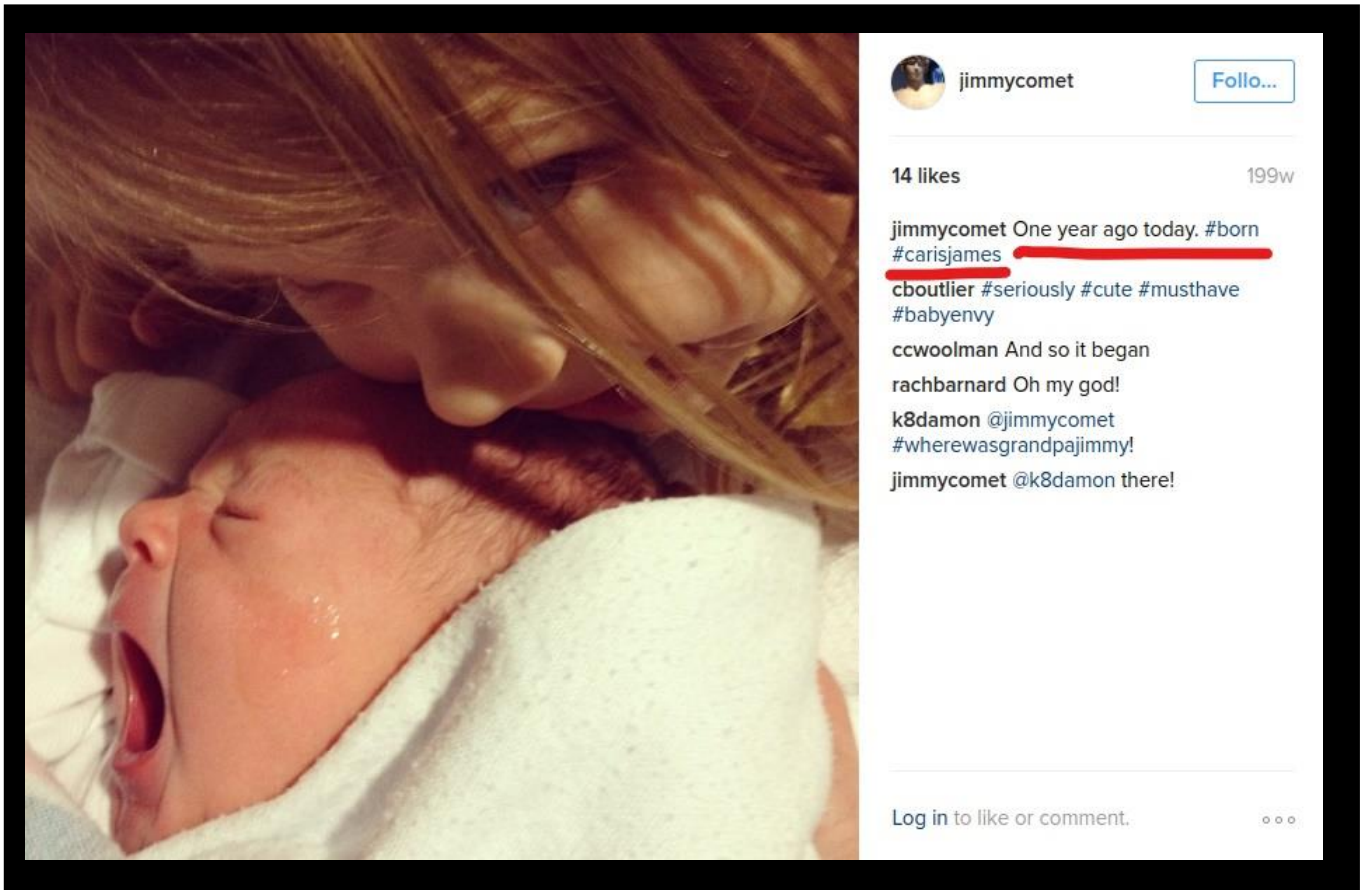 jimmycomet
Follo...
14 likes
199w
jimmycomet One year ago today. #born
#carisjames
cboutlier #seriously #cute #musthave
#babyenvy
ccwoolman And so it began
rachbarnard Oh my god!
k8damon @jimmycomet
#wherewasgrandpajimmy!
jimmycomet @k8damon there!
Log in to like or comment.